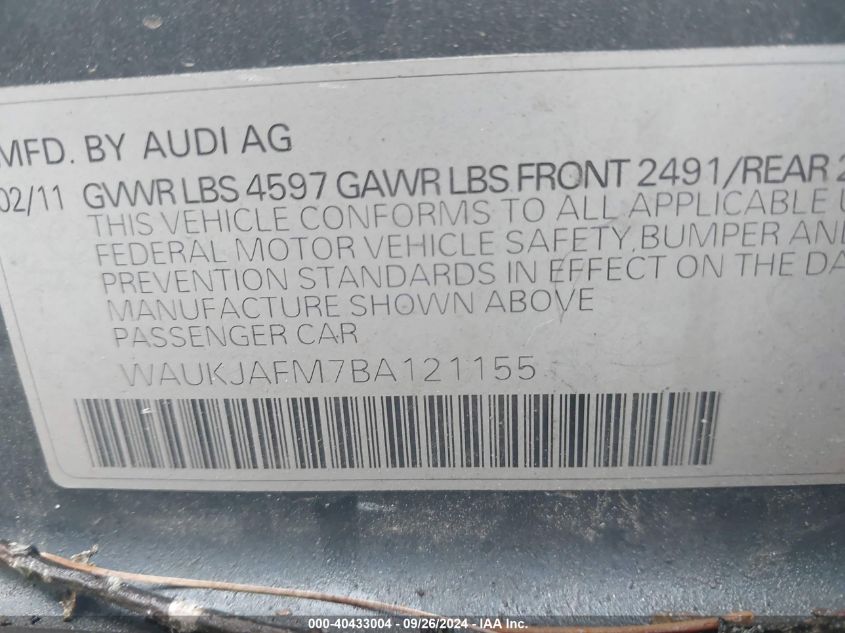 MFD. BY AUDI AG
02/11 GVWR LBS 4597 GAWR LBS FRONT 2491/REAR 2
THIS VEHICLE CONFORMS TO ALL APPLICABLE U
FEDERAL MOTOR VEHICLE SAFETY, BUMPER AND
PREVENTION STANDARDS IN EFFECT ON THE DA
MANUFACTURE SHOWN ABOVE
PASSENGER CAR
WAUKJAFM7BA121155
000-40433004 - 09/26/2024 - IAA Inc.